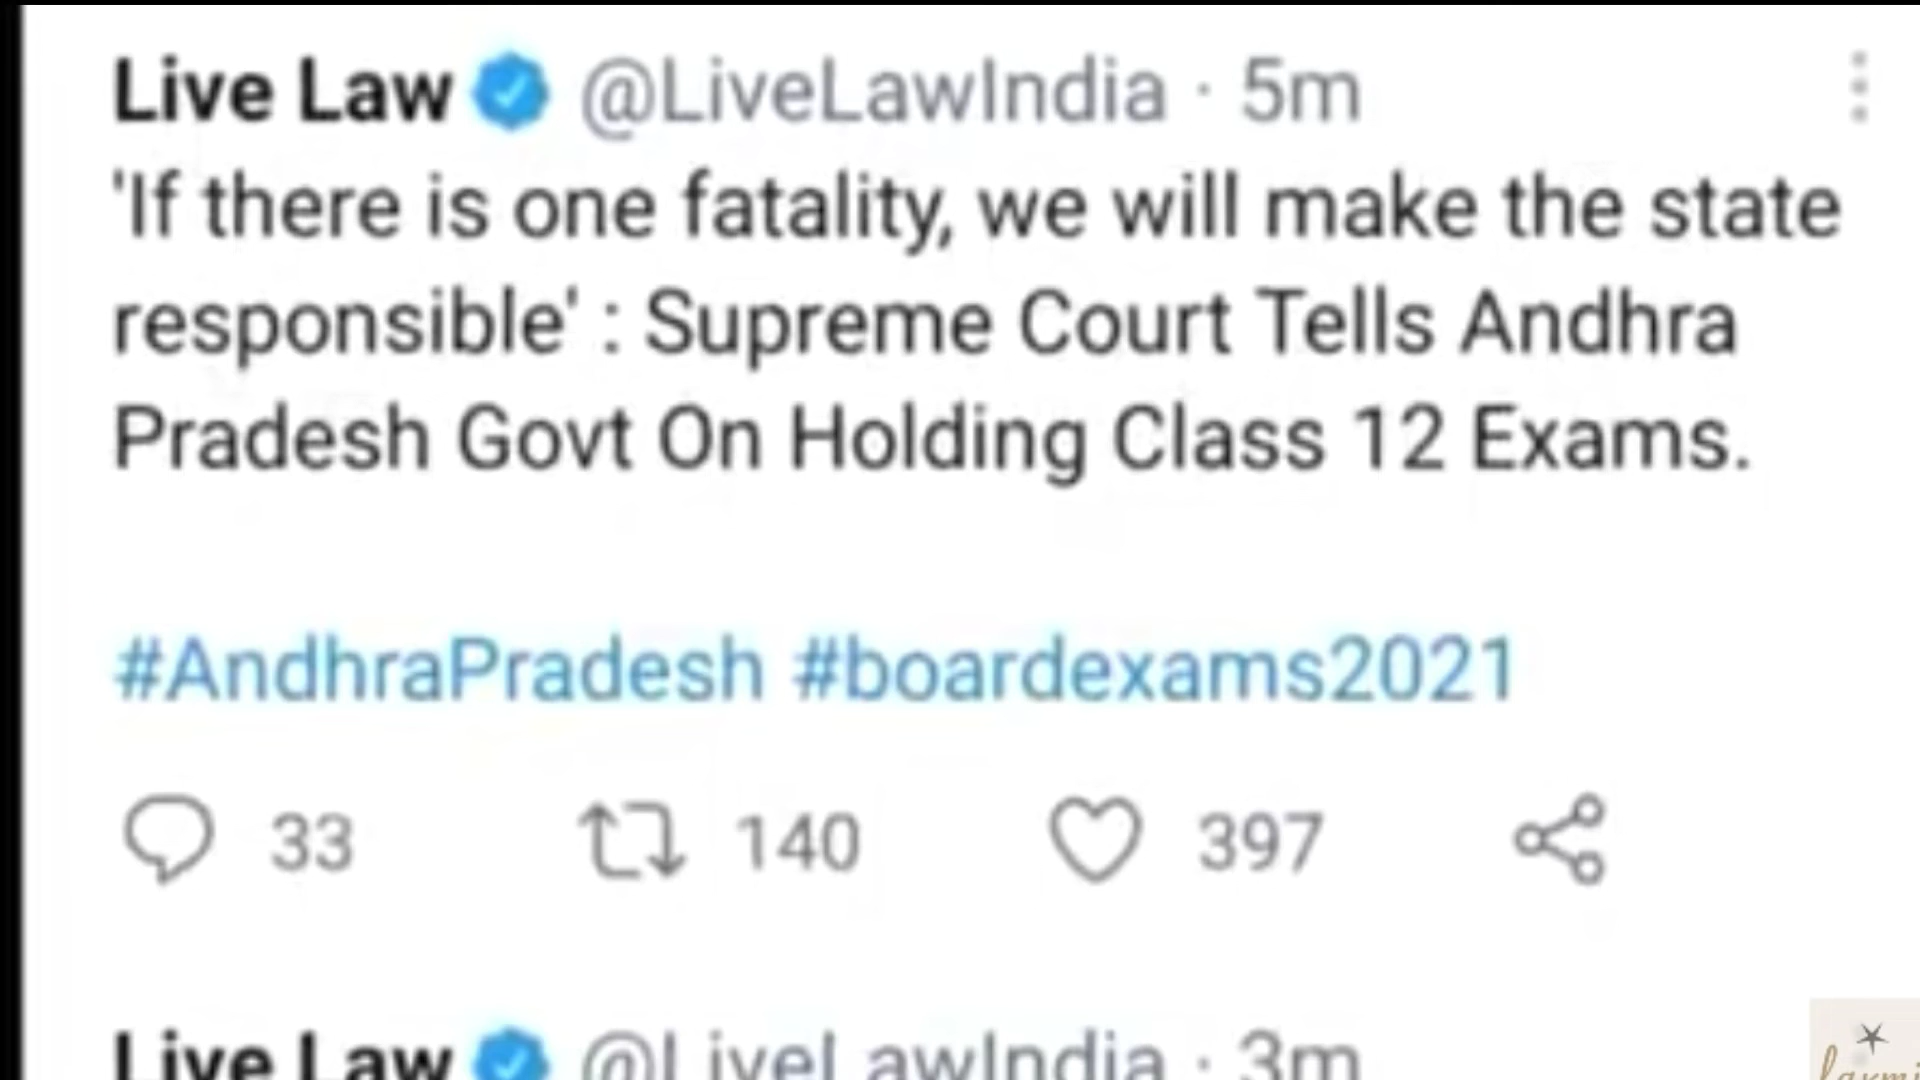 Live Law @LiveLawIndia · 5m
'If there is one fatality, we will make the state
responsible' : Supreme Court Tells Andhra
Pradesh Govt On Holding Class 12 Exams.
#AndhraPradesh #boardexams2021
33 140 397
Live Law @LiveLawIndia · 3m